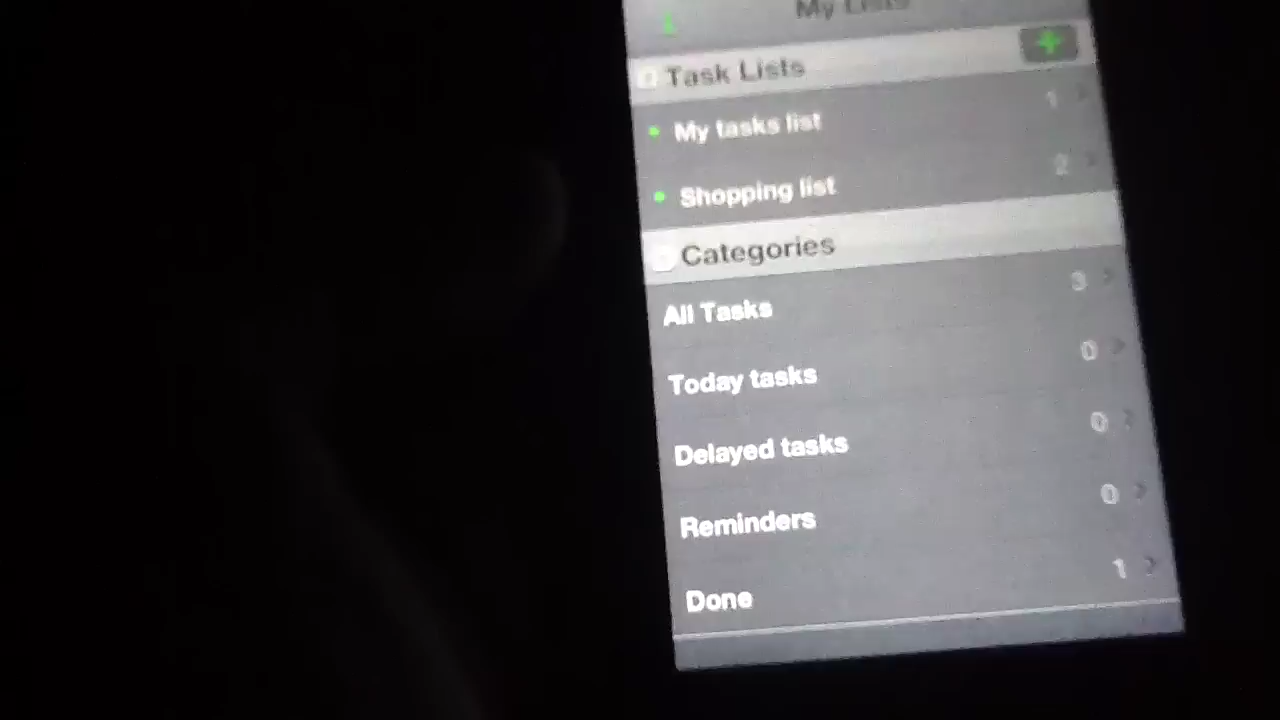 My Lists
Task Lists
My tasks list 1
Shopping list 2
Categories
All Tasks 3
Today tasks 0
Delayed tasks 0
Reminders 0
Done 1